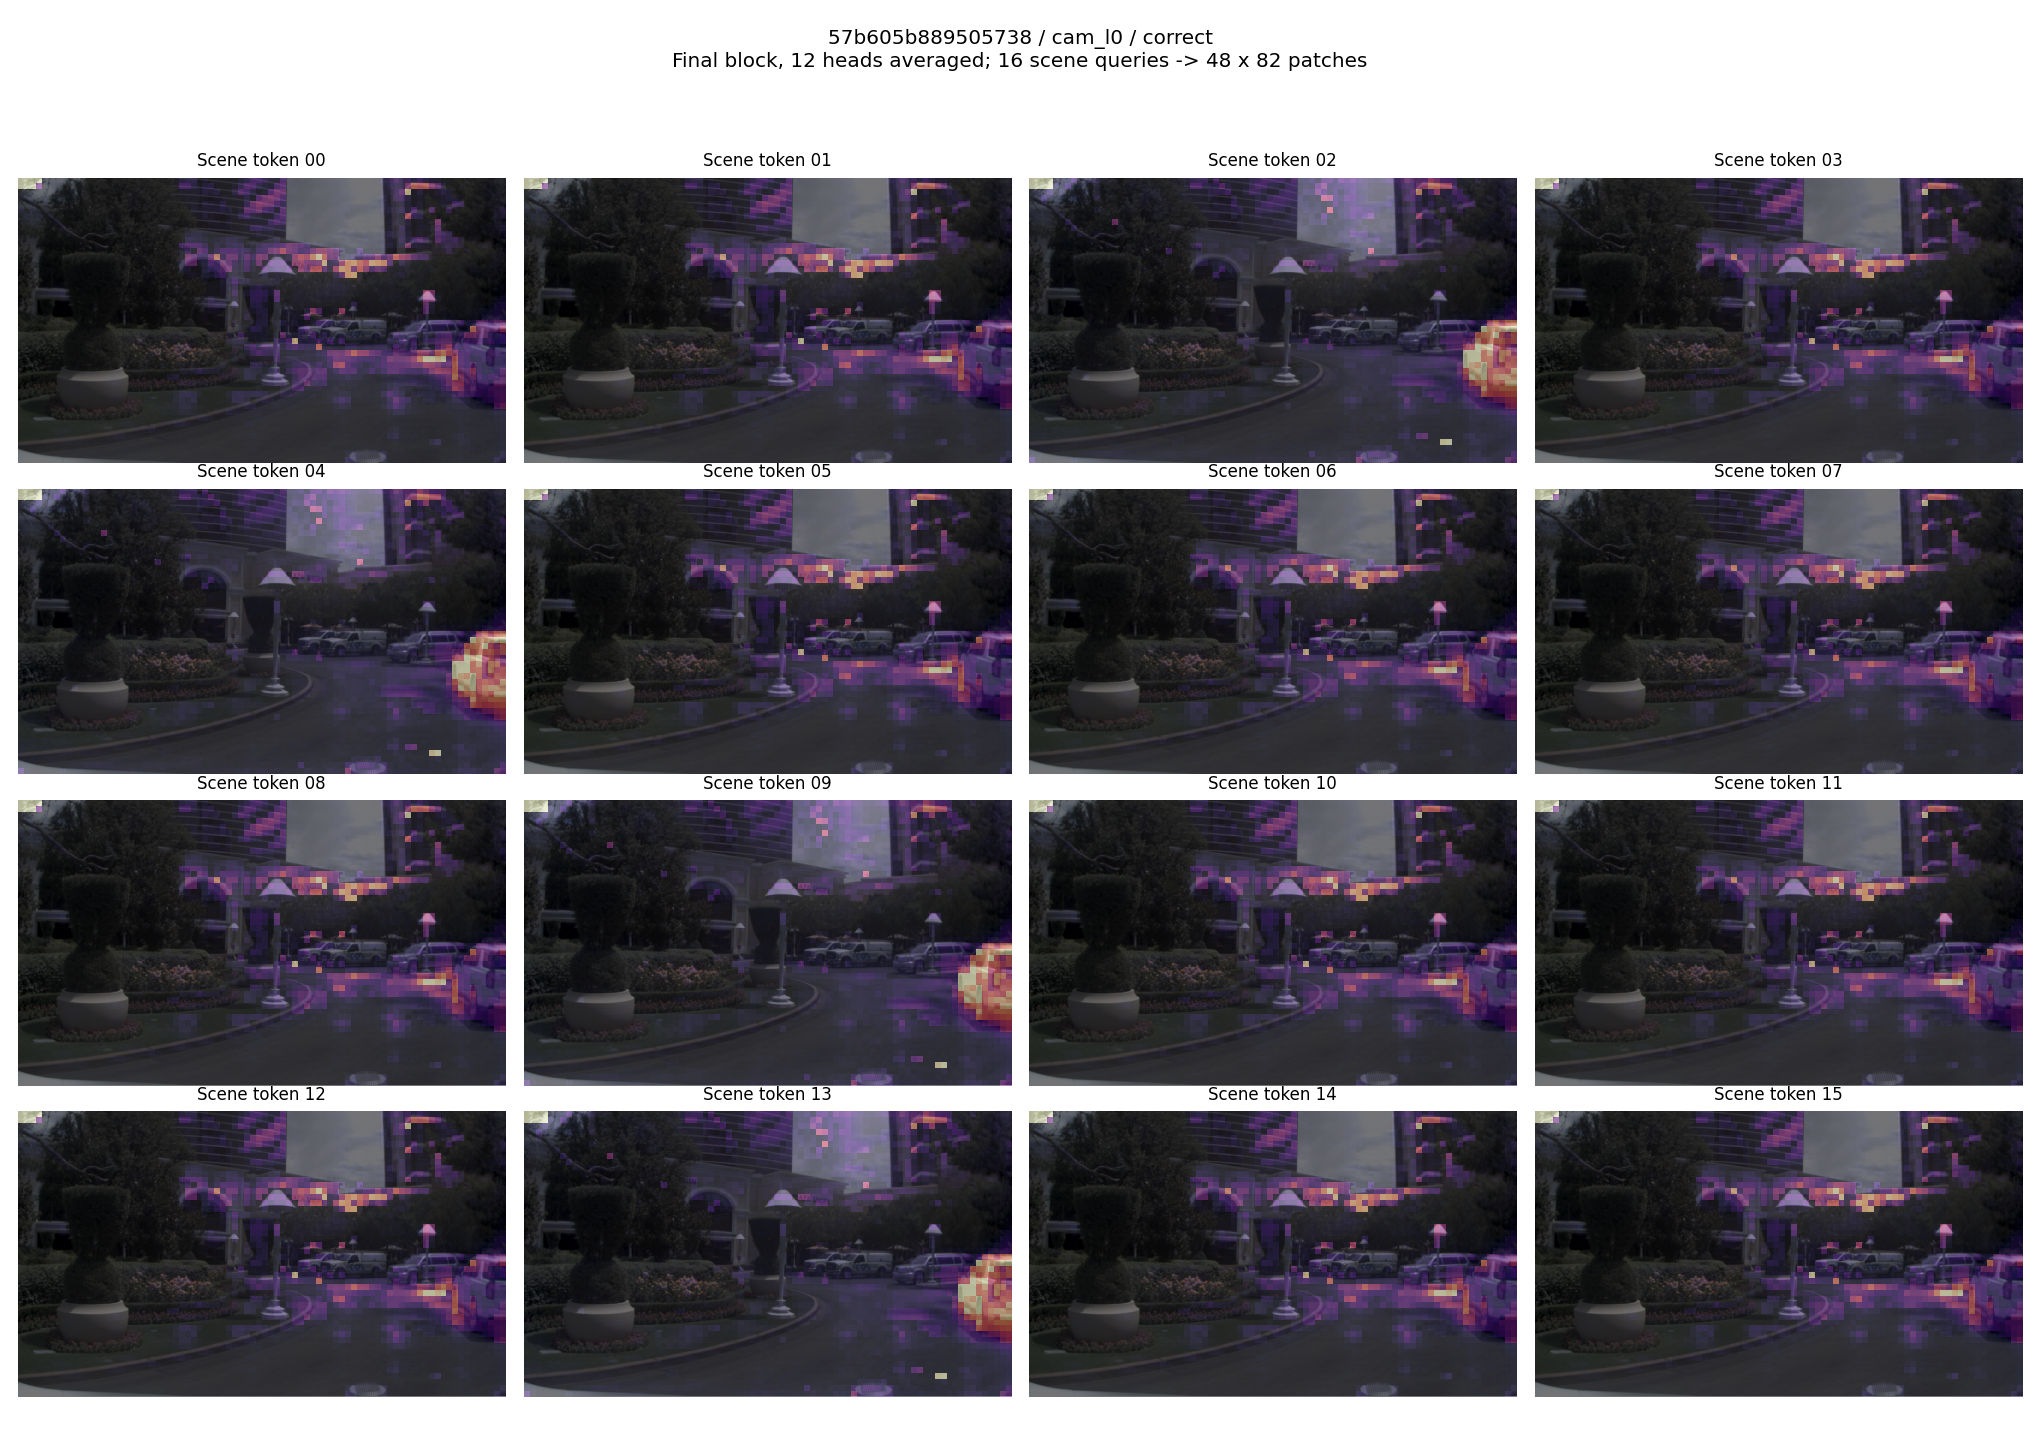 57b605b889505738 / cam_l0 / correct
Final block, 12 heads averaged; 16 scene queries -> 48 x 82 patches
Scene token 00
Scene token 01
Scene token 02
Scene token 03
Scene token 04
Scene token 05
Scene token 06
Scene token 07
Scene token 08
Scene token 09
Scene token 10
Scene token 11
Scene token 12
Scene token 13
Scene token 14
Scene token 15